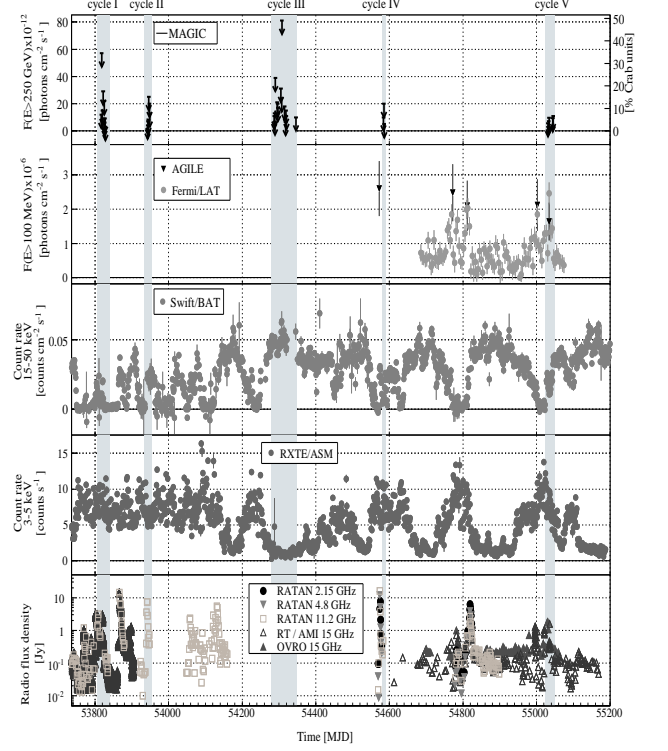 cycle I cycle II cycle III cycle IV cycle V
F(E>250 GeV)x10-12
[photons cm-2 s-1]
80
60
40
20
0
MAGIC
50
40
30
20
10
0
[% Crab units]
F(E>100 MeV)x10-6
[photons cm-2 s-1]
3
2
1
0
AGILE
Fermi/LAT
Count rate
15-50 keV
[counts cm-2 s-1]
0.05
0
Swift/BAT
Count rate
3-5 keV
[counts s-1]
15
10
5
0
RXTE/ASM
Radio flux density
[Jy]
10
1
10-1
10-2
RATAN 2.15 GHz
RATAN 4.8 GHz
RATAN 11.2 GHz
RT / AMI 15 GHz
OVRO 15 GHz
53800 54000 54200 54400 54600 54800 55000 55200
Time [MJD]